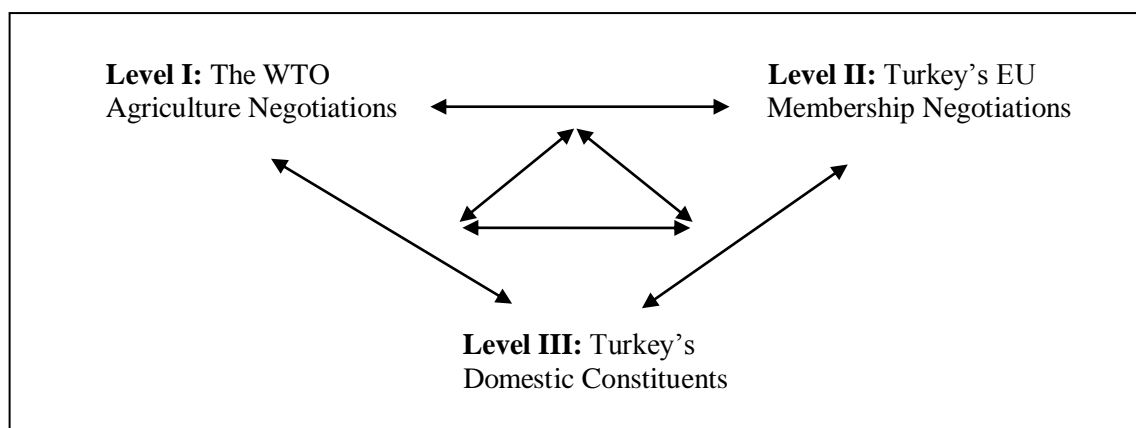 Level I: The WTO
Agriculture Negotiations
Level II: Turkey’s EU
Membership Negotiations
Level III: Turkey’s
Domestic Constituents